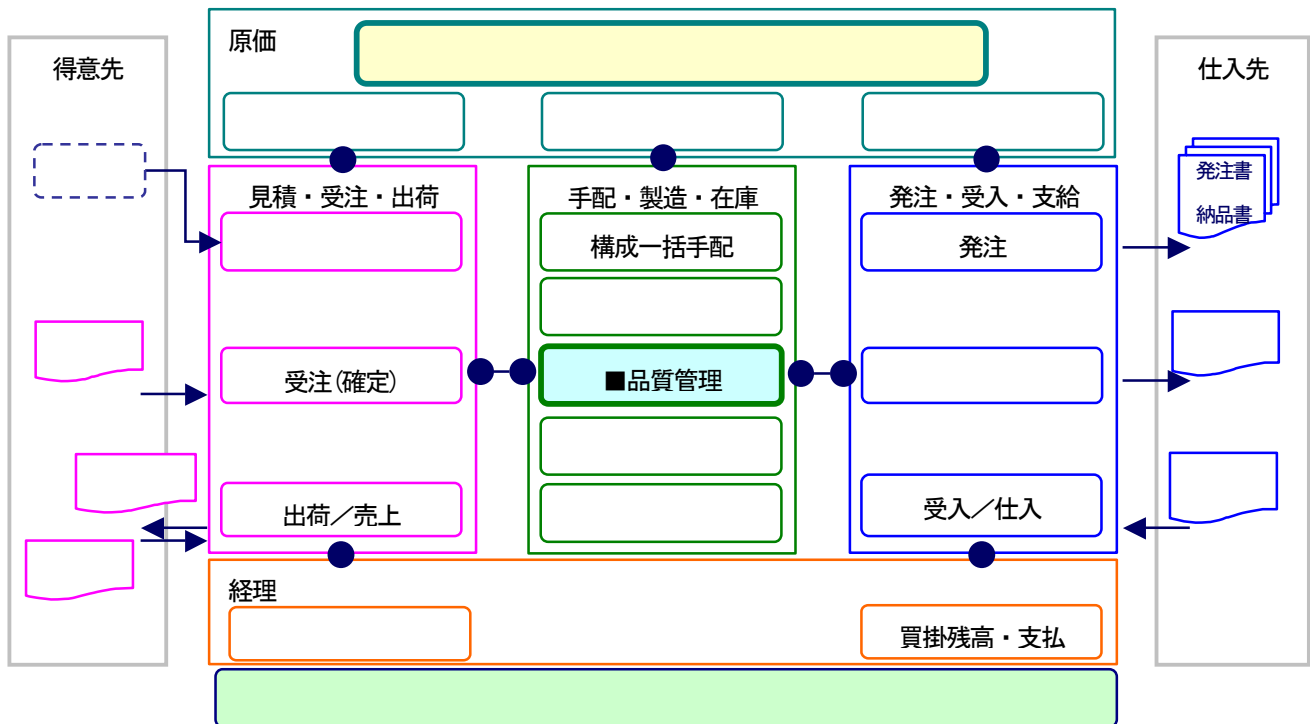 原価
得意先
仕入先
見積・受注・出荷
手配・製造・在庫
発注・受入・支給
発注書
納品書
構成一括手配
発注
受注(確定)
■品質管理
出荷／売上
受入／仕入
経理
買掛残高・支払